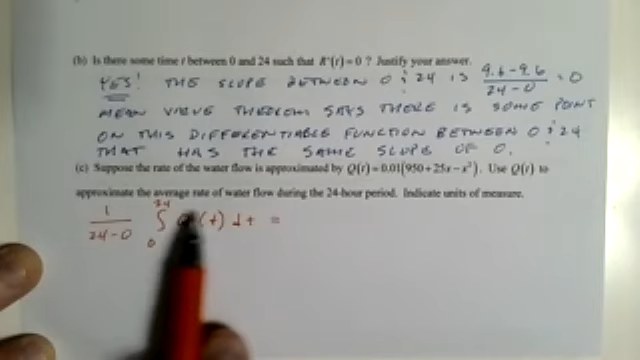 (b) Is there some time t between 0 and 24 such that R'(t) = 0 ? Justify your answer.
YES! THE SLOPE BETWEEN 0 & 24 IS (9.6-9.6)/(24-0) = 0
MEAN VALUE THEOREM SAYS THERE IS SOME POINT
ON THIS DIFFERENTIABLE FUNCTION BETWEEN 0 & 24
THAT HAS THE SAME SLOPE OF 0.
(c) Suppose the rate of the water flow is approximated by Q(t) = 0.01(950 + 25x - x²). Use Q(t) to
approximate the average rate of water flow during the 24-hour period. Indicate units of measure.
1/(24-0) ∫₀²⁴ (t) dt =